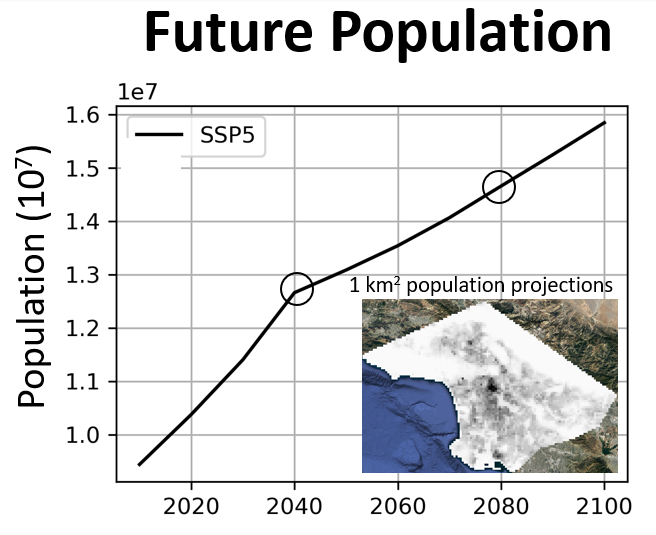 Future Population
1e7
1.6
1.5
1.4
1.3
1.2
1.1
1.0
Population (10⁷)
SSP5
1 km² population projections
2020 2040 2060 2080 2100